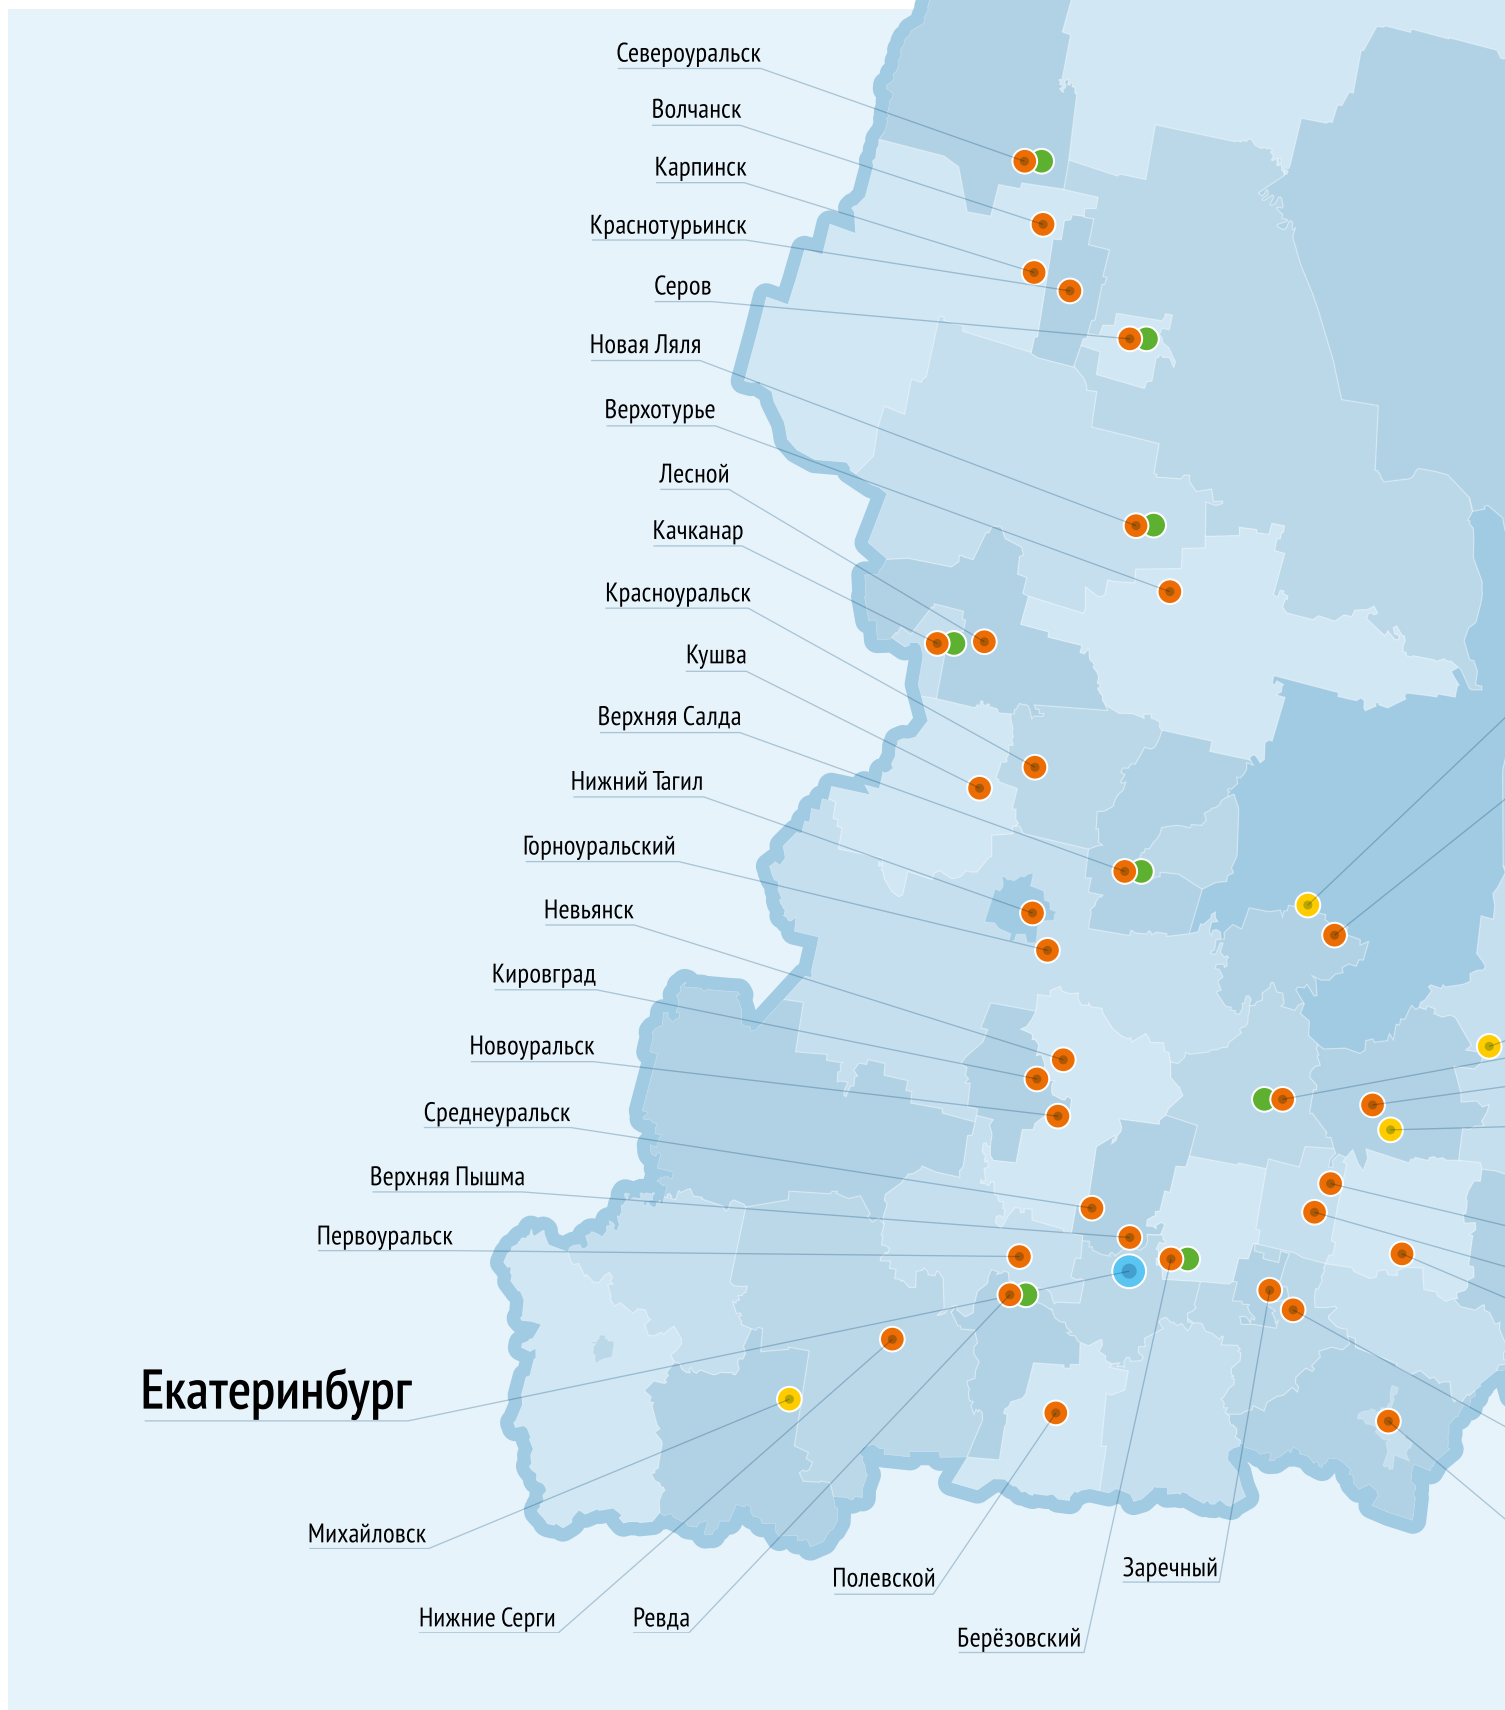 Североуральск
Волчанск
Карпинск
Краснотурьинск
Серов
Новая Ляля
Верхотурье
Лесной
Качканар
Красноуральск
Кушва
Верхняя Салда
Нижний Тагил
Горноуральский
Невьянск
Кировград
Новоуральск
Среднеуральск
Верхняя Пышма
Первоуральск
Екатеринбург
Михайловск
Нижние Серги
Ревда
Полевской
Берёзовский
Заречный